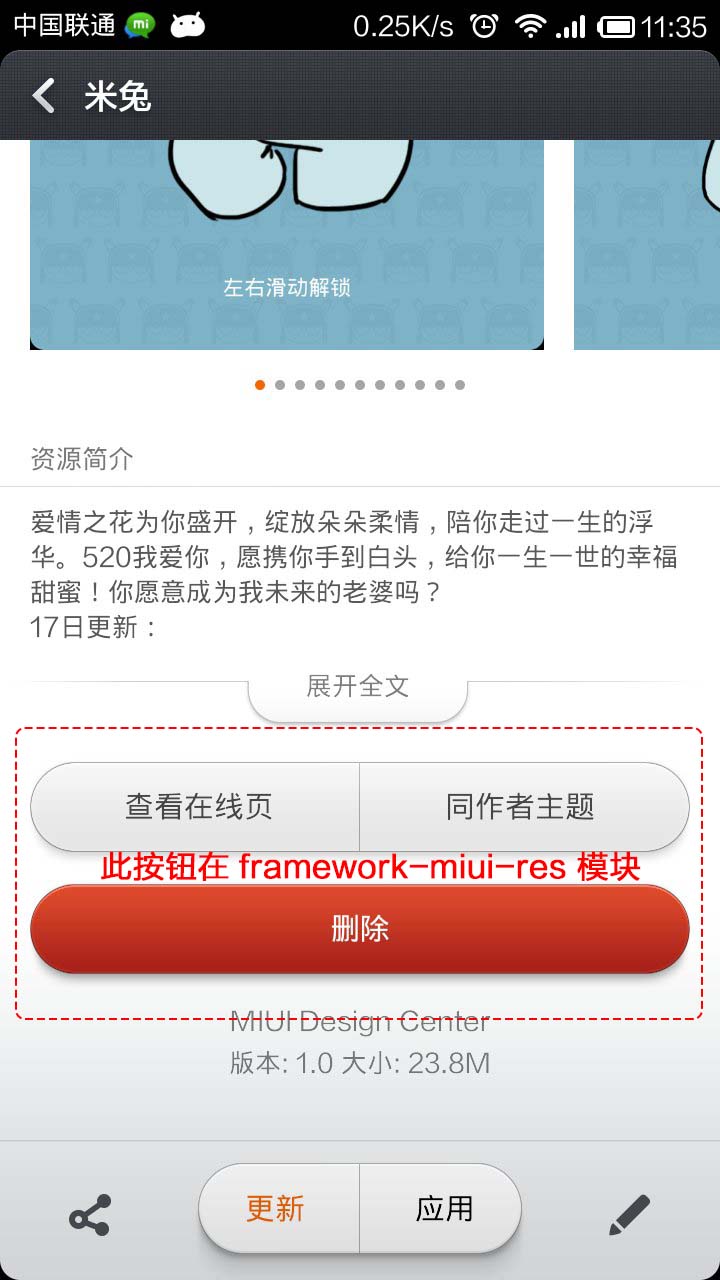 中国联通 mi 0.25K/s 11:35
米兔
左右滑动解锁
资源简介
爱情之花为你盛开，绽放朵朵柔情，陪你走过一生的浮
华。520我爱你，愿携你手到白头，给你一生一世的幸福
甜蜜！你愿意成为我未来的老婆吗？
17日更新：
展开全文
查看在线页 同作者主题
此按钮在 framework-miui-res 模块
删除
MIUI Design Center
版本: 1.0 大小: 23.8M
更新 应用